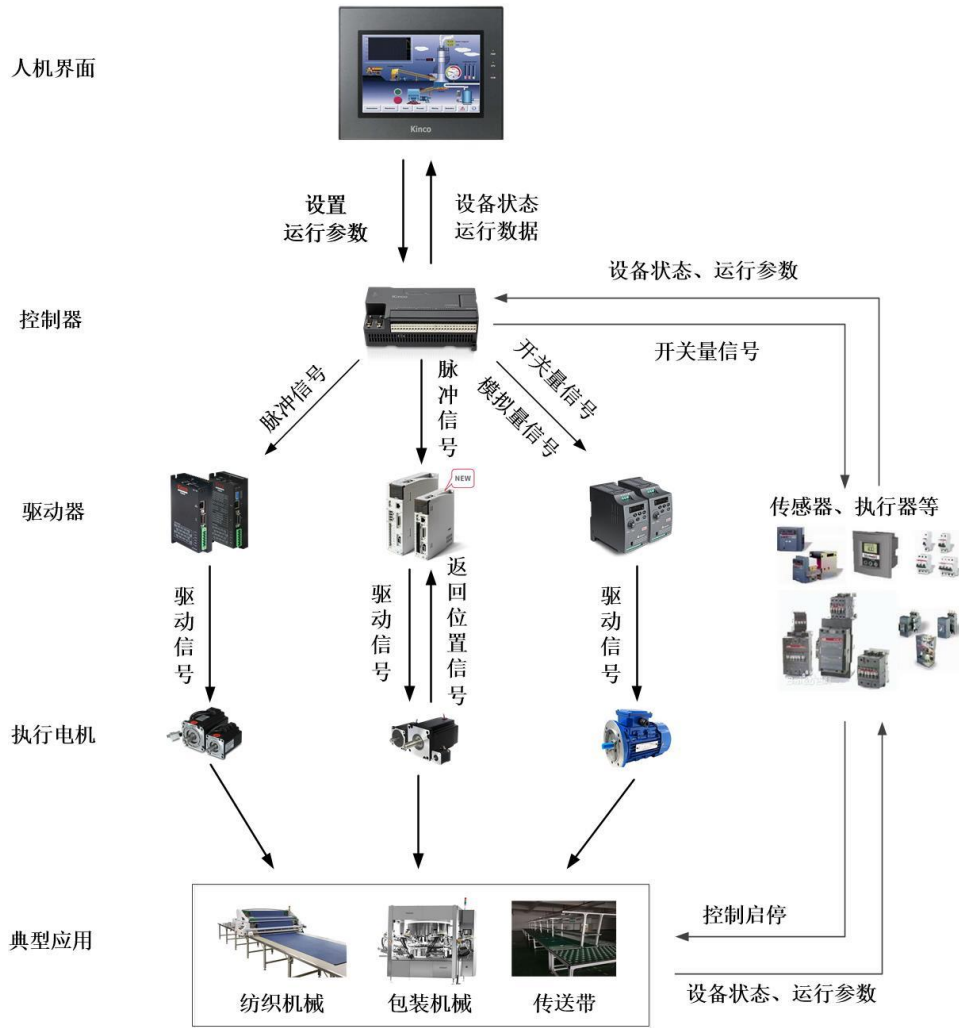 人机界面
Kinco
设置
运行参数
设备状态
运行数据
设备状态、运行参数
控制器
Kinco
开关量信号
脉冲信号
脉冲信号
开关量信号
模拟量信号
NEW
驱动器
传感器、执行器等
驱动信号
驱动信号
返回位置信号
驱动信号
执行电机
控制启停
典型应用
纺织机械
包装机械
传送带
设备状态、运行参数